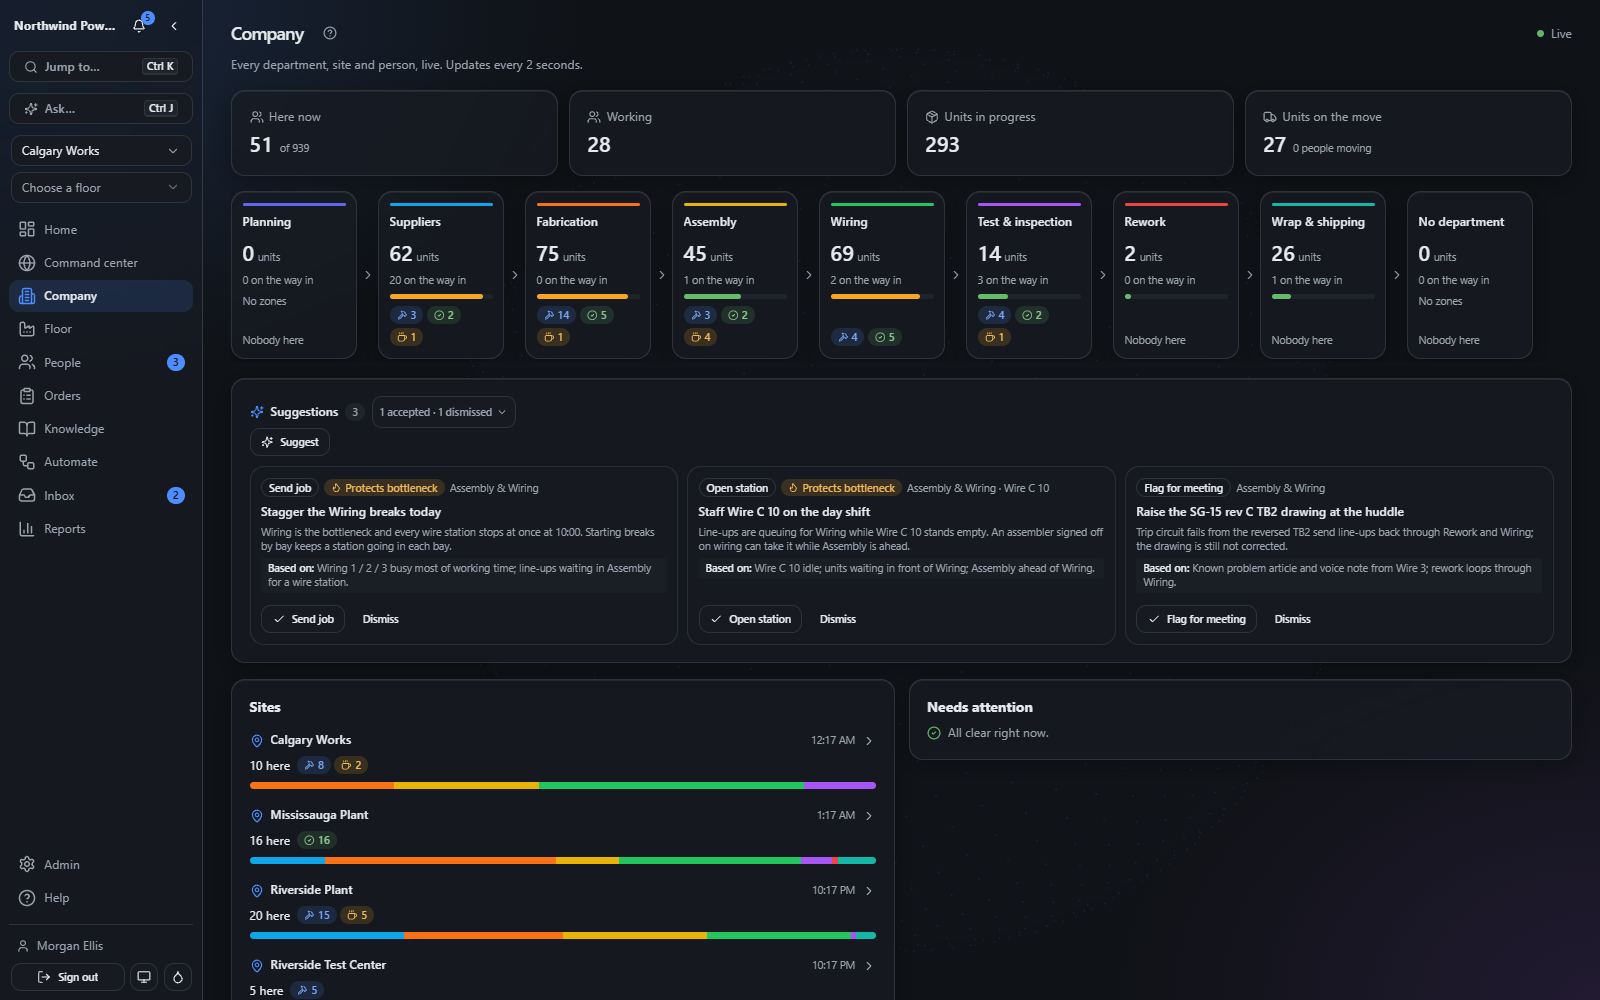 Northwind Pow...
5
Jump to...
Ctrl K
Ask...
Ctrl J
Calgary Works
Choose a floor
Home
Command center
Company
Floor
People
3
Orders
Knowledge
Automate
Inbox
2
Reports
Admin
Help
Morgan Ellis
Sign out
Company
Live
Every department, site and person, live. Updates every 2 seconds.
Here now
51 of 939
Working
28
Units in progress
293
Units on the move
27 0 people moving
Planning
0 units
0 on the way in
No zones
Nobody here
Suppliers
62 units
20 on the way in
3 2
1
Fabrication
75 units
0 on the way in
14 5
1
Assembly
45 units
1 on the way in
3 2
4
Wiring
69 units
2 on the way in
4 5
Test & inspection
14 units
3 on the way in
4 2
1
Rework
2 units
0 on the way in
Nobody here
Wrap & shipping
26 units
1 on the way in
Nobody here
No department
0 units
0 on the way in
No zones
Nobody here
Suggestions 3 1 accepted · 1 dismissed
Suggest
Send job Protects bottleneck Assembly & Wiring
Stagger the Wiring breaks today
Wiring is the bottleneck and every wire station stops at once at 10:00. Starting breaks
by bay keeps a station going in each bay.
Based on: Wiring 1 / 2 / 3 busy most of working time; line-ups waiting in Assembly
for a wire station.
Send job Dismiss
Open station Protects bottleneck Assembly & Wiring · Wire C 10
Staff Wire C 10 on the day shift
Line-ups are queuing for Wiring while Wire C 10 stands empty. An assembler signed off
on wiring can take it while Assembly is ahead.
Based on: Wire C 10 idle; units waiting in front of Wiring; Assembly ahead of Wiring.
Open station Dismiss
Flag for meeting Assembly & Wiring
Raise the SG-15 rev C TB2 drawing at the huddle
Trip circuit fails from the reversed TB2 send line-ups back through Rework and Wiring;
the drawing is still not corrected.
Based on: Known problem article and voice note from Wire 3; rework loops through
Wiring.
Flag for meeting Dismiss
Sites
Calgary Works 12:17 AM
10 here 8 2
Mississauga Plant 1:17 AM
16 here 16
Riverside Plant 10:17 PM
20 here 15 5
Riverside Test Center 10:17 PM
5 here 5
Needs attention
All clear right now.